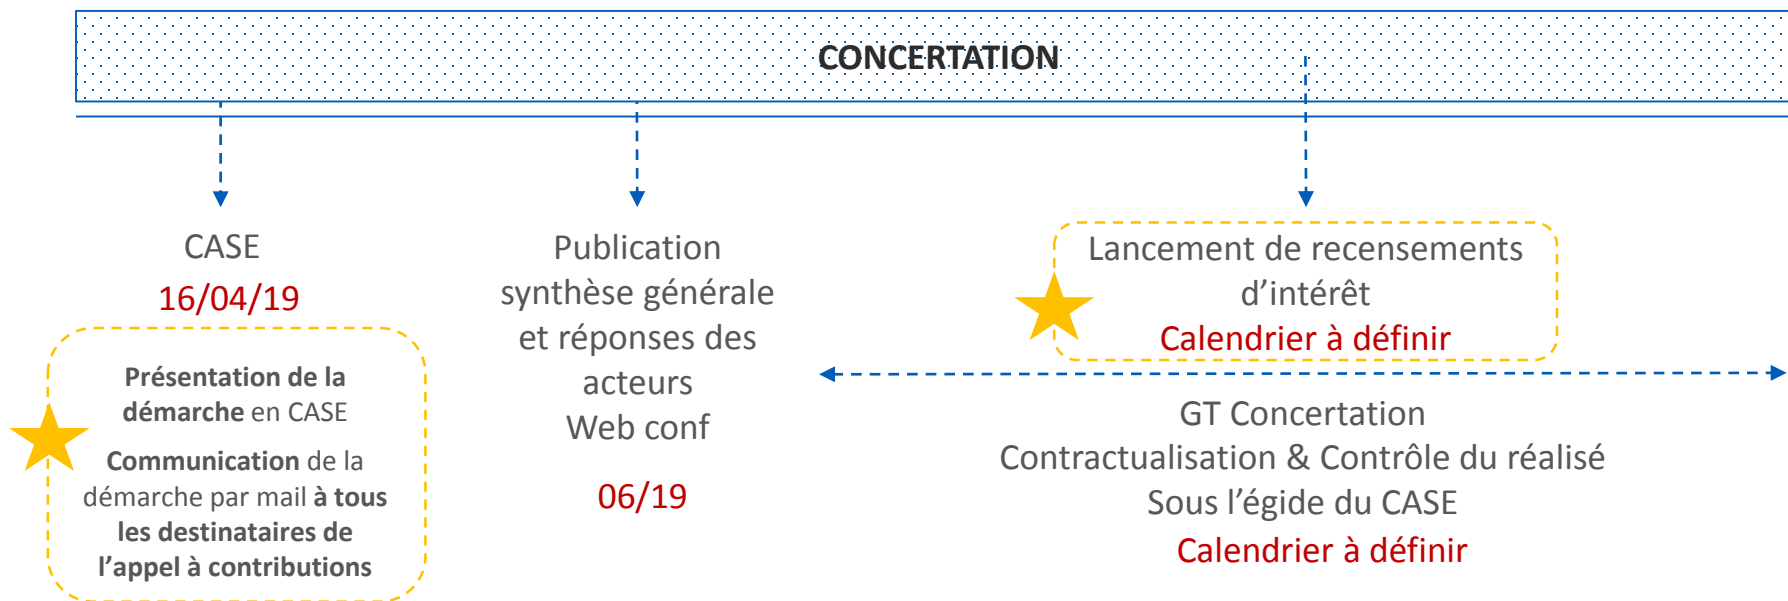 CONCERTATION
CASE
16/04/19
Présentation de la
démarche en CASE
Communication de la
démarche par mail à tous
les destinataires de
l'appel à contributions
Publication
synthèse générale
et réponses des
acteurs
Web conf
06/19
Lancement de recensements
d'intérêt
Calendrier à définir
GT Concertation
Contractualisation & Contrôle du réalisé
Sous l'égide du CASE
Calendrier à définir